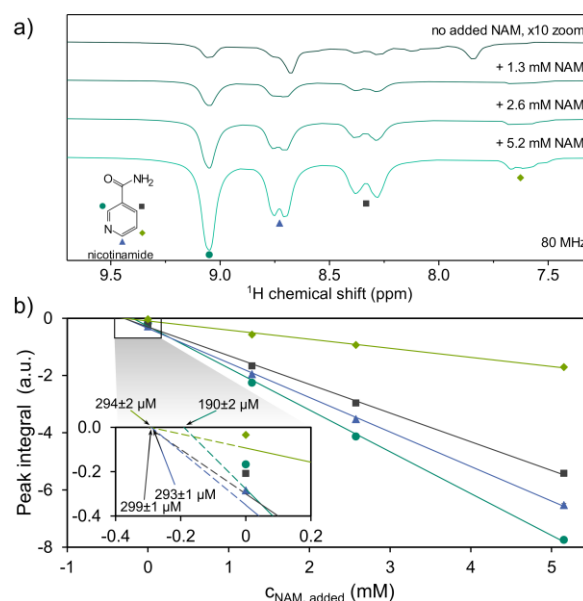 a)
no added NAM, x10 zoom
+ 1.3 mM NAM
+ 2.6 mM NAM
+ 5.2 mM NAM
O
NH₂
N
nicotinamide
80 MHz
9.5 9.0 8.5 8.0 7.5
¹H chemical shift (ppm)
b)
0
-2
-4
-6
-8
Peak integral (a.u.)
294±2 µM
190±2 µM
0.0
-0.2
-0.4
293±1 µM
299±1 µM
-0.4 -0.2 0 0.2
-1 0 1 2 3 4 5 6
cNAM, added (mM)